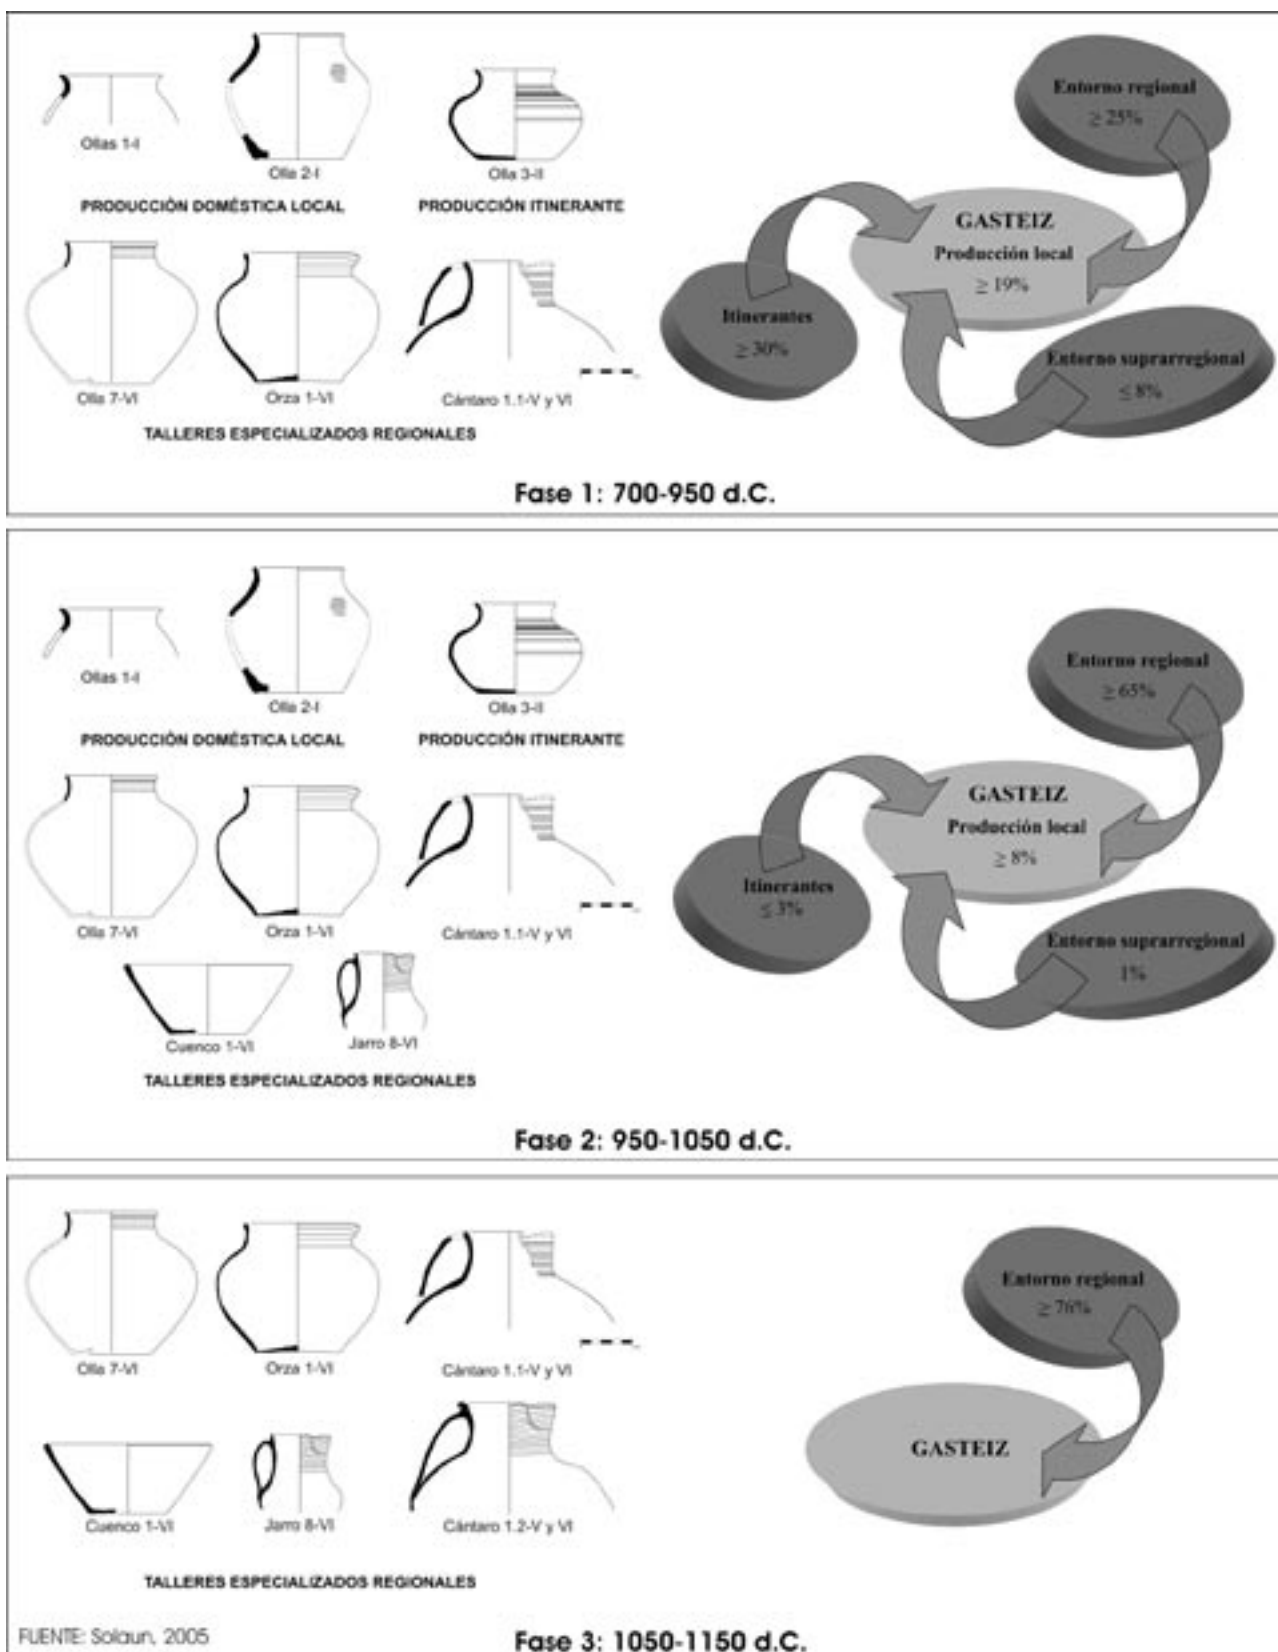 Ollas 1-I
Olla 2-I
Olla 3-II
PRODUCCIÓN DOMÉSTICA LOCAL
PRODUCCIÓN ITINERANTE
Olla 7-VI
Orza 1-VI
Cántaro 1.1-V y VI
TALLERES ESPECIALIZADOS REGIONALES
Entorno regional
≥ 25%
GASTEIZ
Producción local
≥ 19%
Itinerantes
≥ 30%
Entorno suprarregional
≤ 8%
Fase 1: 700-950 d.C.
Ollas 1-I
Olla 2-I
Olla 3-II
PRODUCCIÓN DOMÉSTICA LOCAL
PRODUCCIÓN ITINERANTE
Olla 7-VI
Orza 1-VI
Cántaro 1.1-V y VI
Cuenco 1-VI
Jarro 8-VI
TALLERES ESPECIALIZADOS REGIONALES
Entorno regional
≥ 65%
GASTEIZ
Producción local
≥ 8%
Itinerantes
≤ 3%
Entorno suprarregional
1%
Fase 2: 950-1050 d.C.
Olla 7-VI
Orza 1-VI
Cántaro 1.1-V y VI
Cuenco 1-VI
Jarro 8-VI
Cántaro 1.2-V y VI
TALLERES ESPECIALIZADOS REGIONALES
Entorno regional
≥ 76%
GASTEIZ
FUENTE: Solaun, 2005
Fase 3: 1050-1150 d.C.